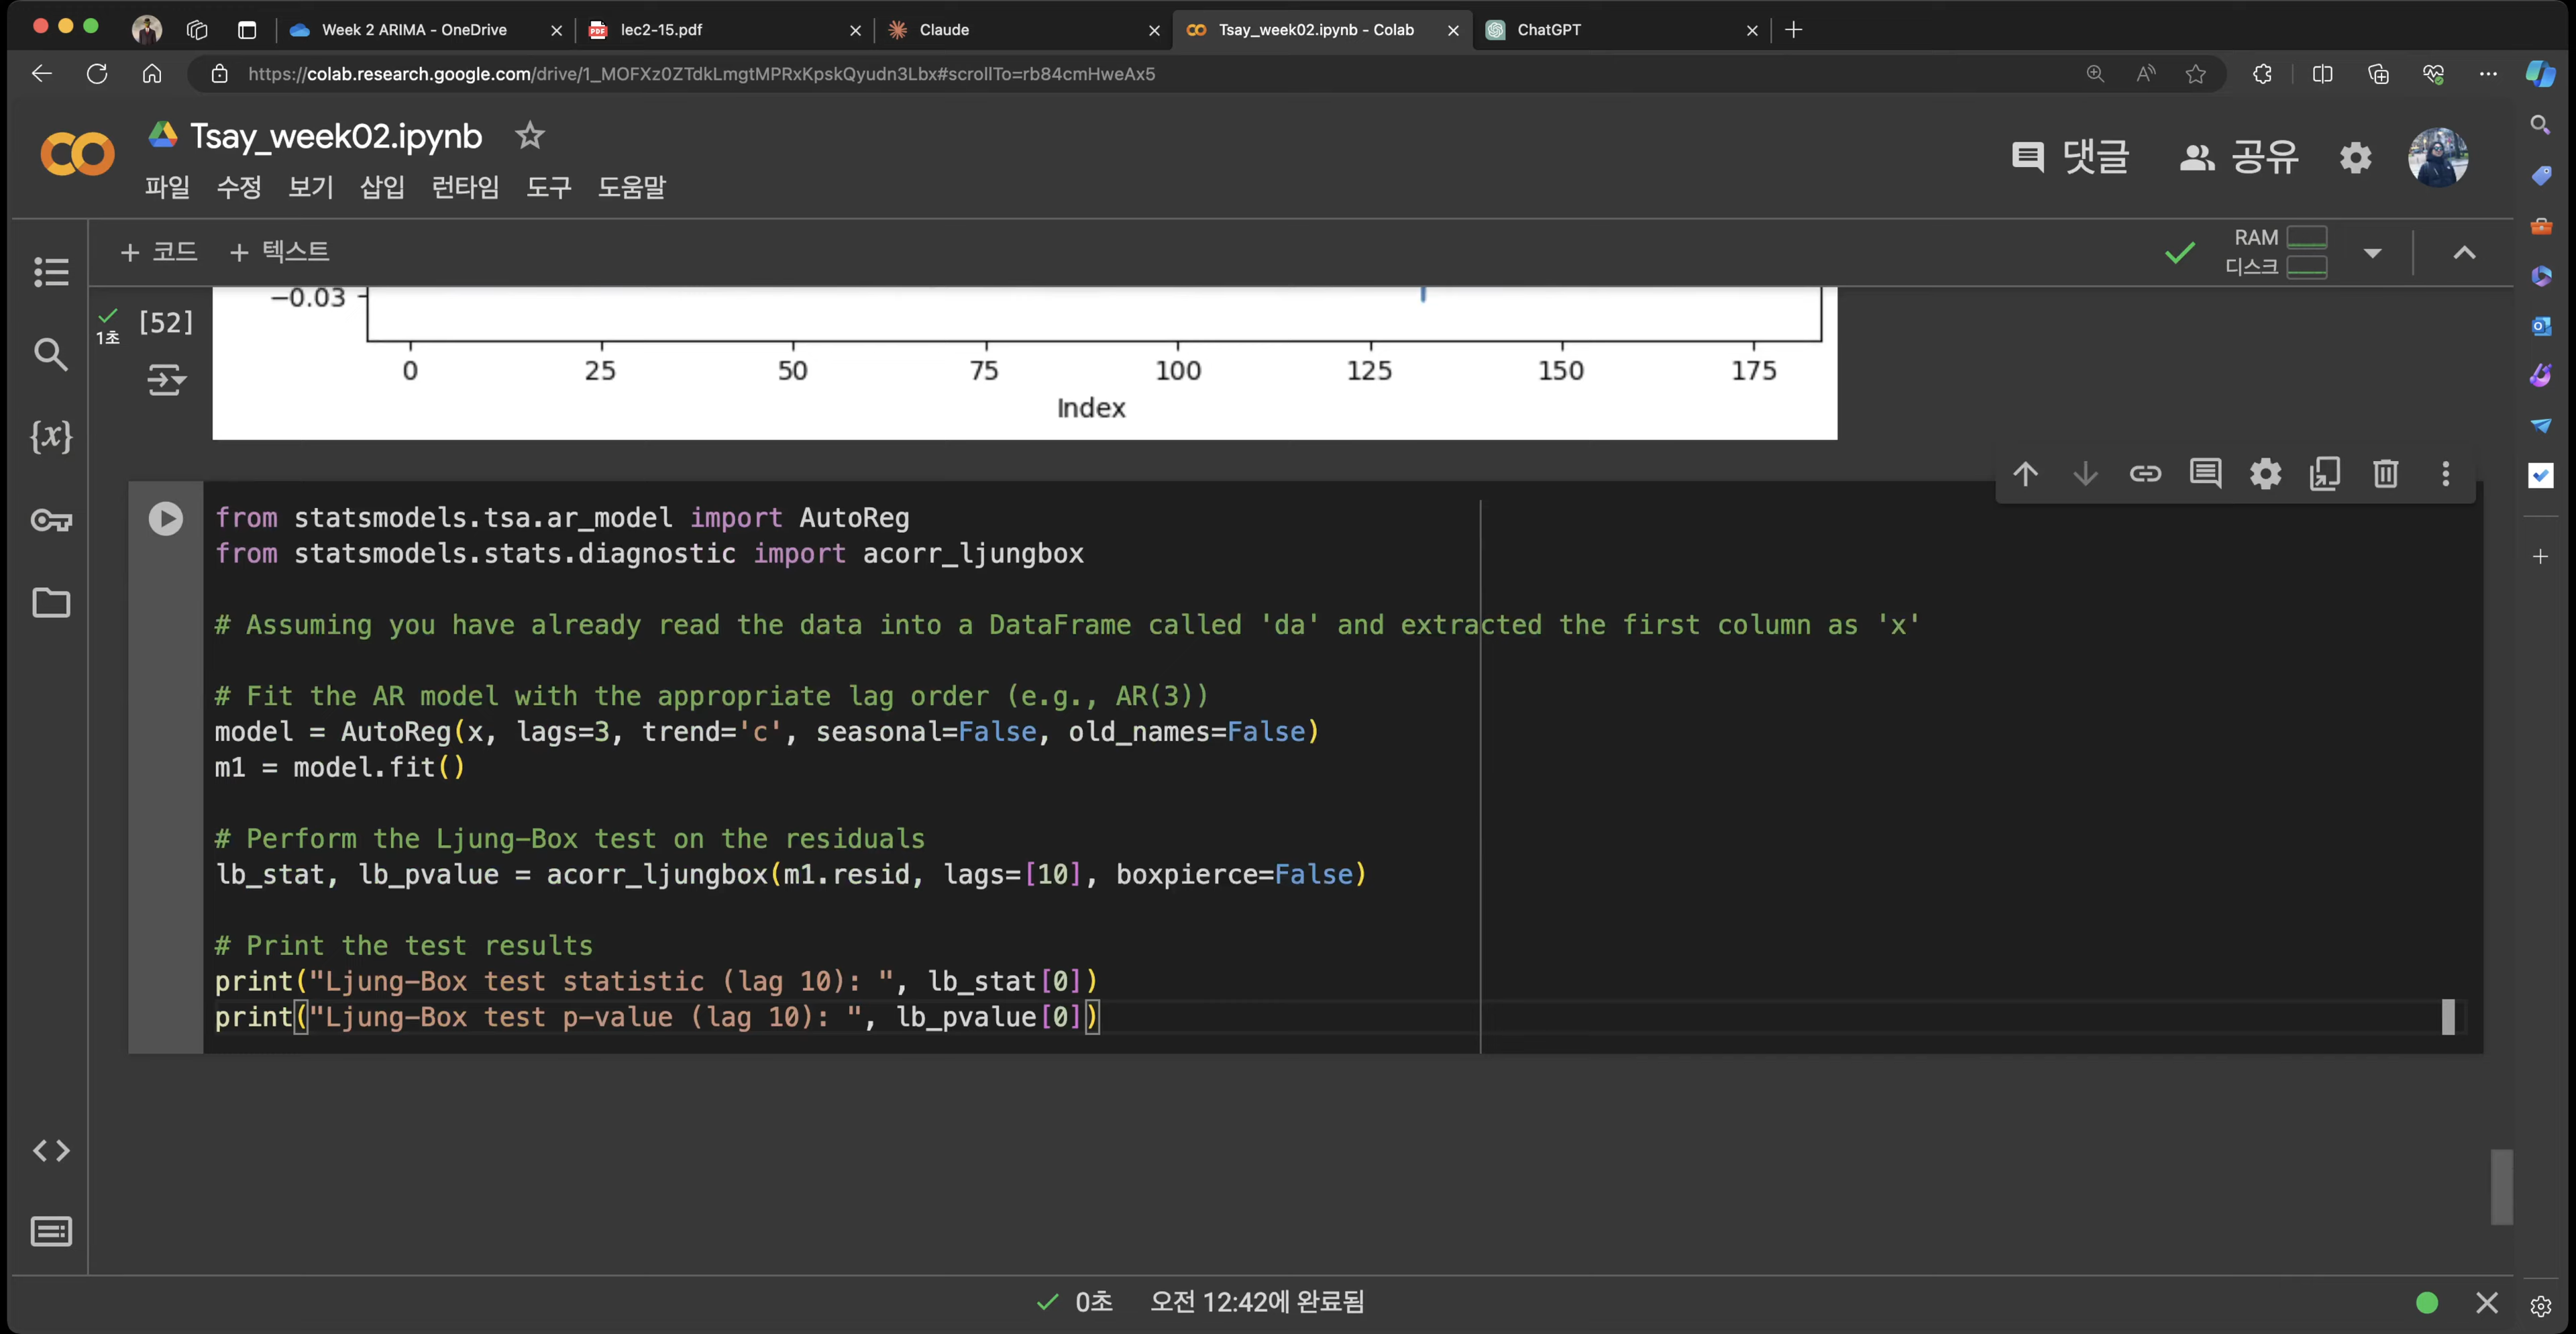 Week 2 ARIMA - OneDrive
lec2-15.pdf
Claude
Tsay_week02.ipynb - Colab
ChatGPT
https://colab.research.google.com/drive/1_MOFXz0ZTdkLmgtMPRxKpskQyudn3Lbx#scrollTo=rb84cmHweAx5
Tsay_week02.ipynb
댓글
공유
파일 수정 보기 삽입 런타임 도구 도움말
+ 코드 + 텍스트
RAM
디스크
1초
[52]
−0.03
0 25 50 75 100 125 150 175
Index
from statsmodels.tsa.ar_model import AutoReg
from statsmodels.stats.diagnostic import acorr_ljungbox
# Assuming you have already read the data into a DataFrame called 'da' and extracted the first column as 'x'
# Fit the AR model with the appropriate lag order (e.g., AR(3))
model = AutoReg(x, lags=3, trend='c', seasonal=False, old_names=False)
m1 = model.fit()
# Perform the Ljung-Box test on the residuals
lb_stat, lb_pvalue = acorr_ljungbox(m1.resid, lags=[10], boxpierce=False)
# Print the test results
print("Ljung-Box test statistic (lag 10): ", lb_stat[0])
print("Ljung-Box test p-value (lag 10): ", lb_pvalue[0])
0초 오전 12:42에 완료됨